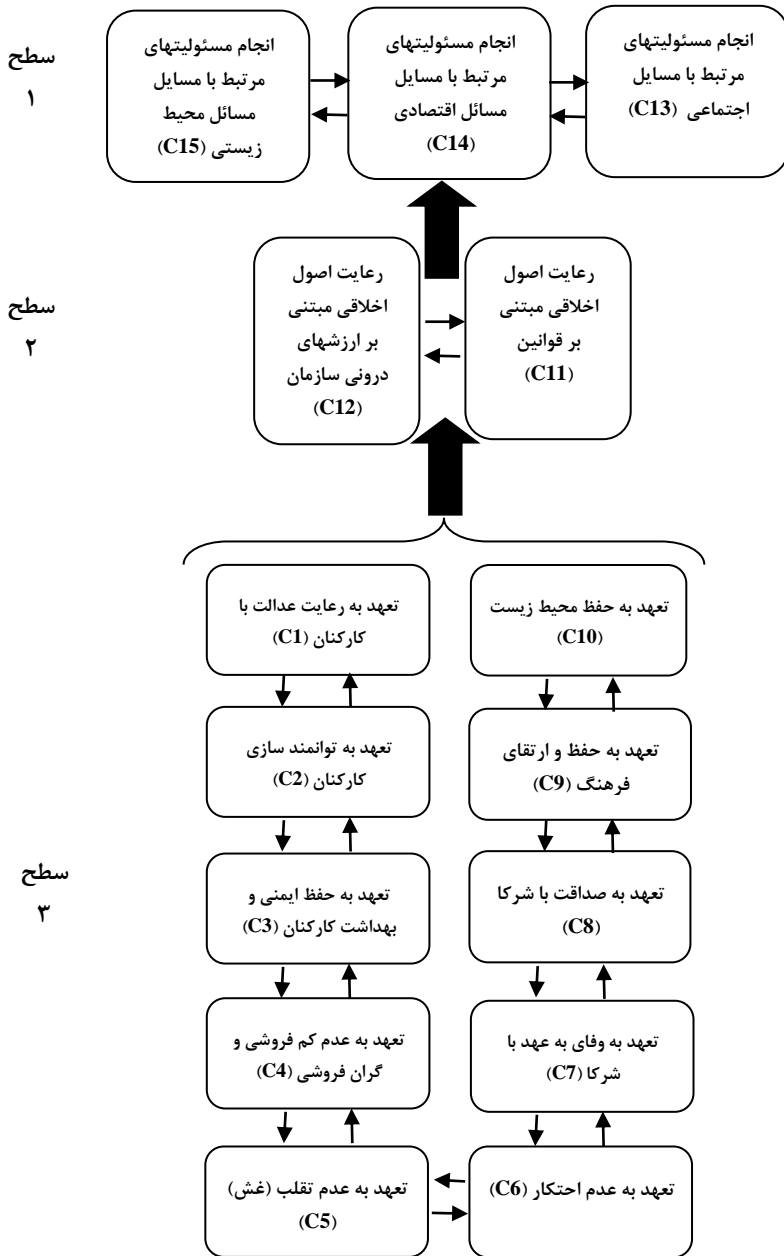 سطح
۱
انجام مسئولیتهای
مرتبط با مسایل
اجتماعی (C13)
انجام مسئولیتهای
مرتبط با مسایل
مسائل اقتصادی
(C14)
انجام مسئولیتهای
مرتبط با مسایل
مسائل محیط
زیستی (C15)
سطح
۲
رعایت اصول
اخلاقی مبتنی
بر قوانین
(C11)
رعایت اصول
اخلاقی مبتنی
بر ارزشهای
درونی سازمان
(C12)
سطح
۳
تعهد به حفظ محیط زیست
(C10)
تعهد به رعایت عدالت با
کارکنان (C1)
تعهد به حفظ و ارتقای
فرهنگ (C9)
تعهد به توانمند سازی
کارکنان (C2)
تعهد به صداقت با شرکا
(C8)
تعهد به حفظ ایمنی و
بهداشت کارکنان (C3)
تعهد به وفای به عهد با
شرکا (C7)
تعهد به عدم کم فروشی و
گران فروشی (C4)
تعهد به عدم احتکار (C6)
تعهد به عدم تقلب (غش)
(C5)